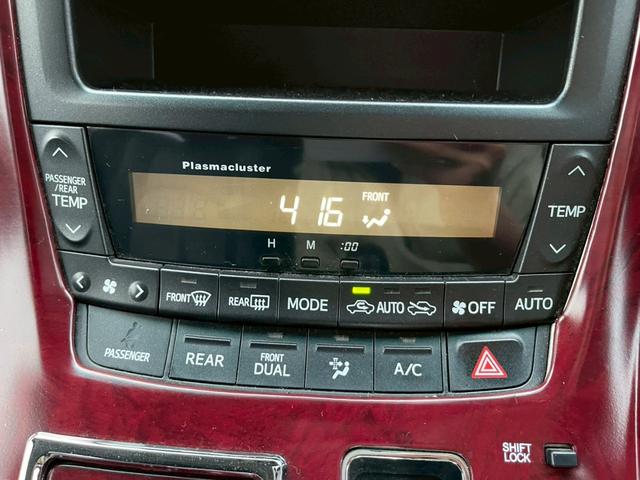 Plasmacluster
PASSENGER
/REAR
TEMP
416
FRONT
TEMP
H M :00
FRONT REAR MODE AUTO OFF AUTO
PASSENGER
REAR
FRONT
DUAL
A/C
SHIFT
LOCK